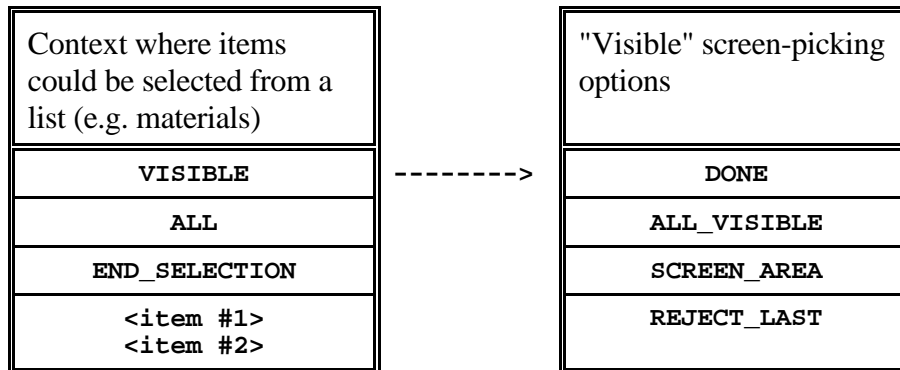 Context where items
could be selected from a
list (e.g. materials)
VISIBLE
ALL
END_SELECTION
<item #1>
<item #2>
-------->
"Visible" screen-picking
options
DONE
ALL_VISIBLE
SCREEN_AREA
REJECT_LAST